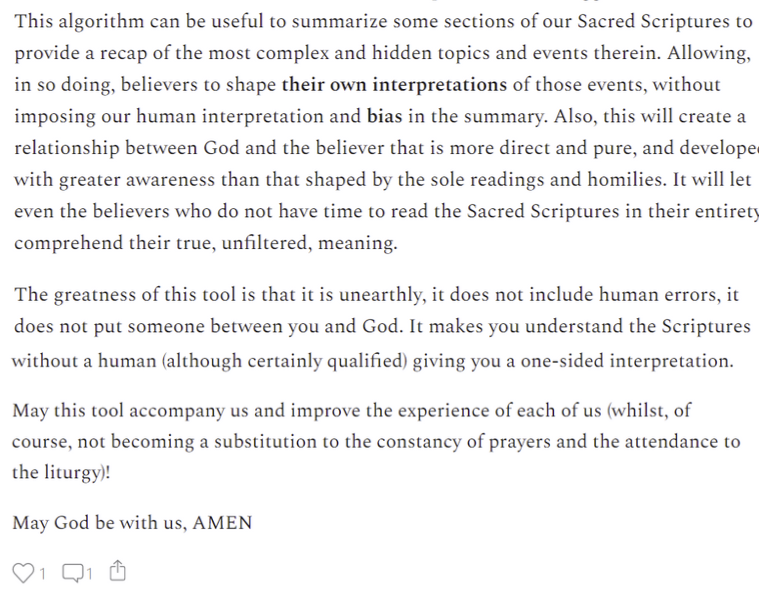 This algorithm can be useful to summarize some sections of our Sacred Scriptures to
provide a recap of the most complex and hidden topics and events therein. Allowing,
in so doing, believers to shape their own interpretations of those events, without
imposing our human interpretation and bias in the summary. Also, this will create a
relationship between God and the believer that is more direct and pure, and develope
with greater awareness than that shaped by the sole readings and homilies. It will let
even the believers who do not have time to read the Sacred Scriptures in their entirety
comprehend their true, unfiltered, meaning.
The greatness of this tool is that it is unearthly, it does not include human errors, it
does not put someone between you and God. It makes you understand the Scriptures
without a human (although certainly qualified) giving you a one-sided interpretation.
May this tool accompany us and improve the experience of each of us (whilst, of
course, not becoming a substitution to the constancy of prayers and the attendance to
the liturgy)!
May God be with us, AMEN
1 1